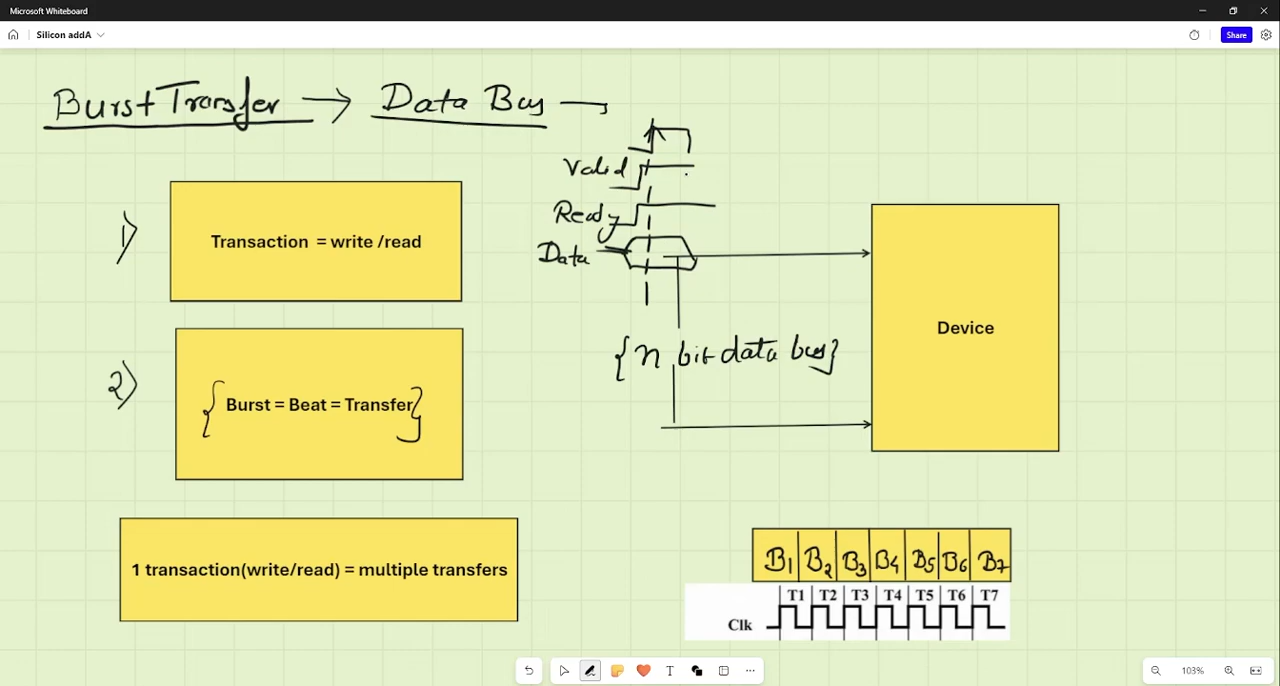 Microsoft Whiteboard
Silicon addA
Share
Burst Transfer → Data Bus
Valid
Ready
Data
1)
Transaction = write /read
Device
{n bit data bus}
2)
{Burst = Beat = Transfer}
1 transaction(write/read) = multiple transfers
B1 B2 B3 B4 B5 B6 B7
T1 T2 T3 T4 T5 T6 T7
Clk
T
103%